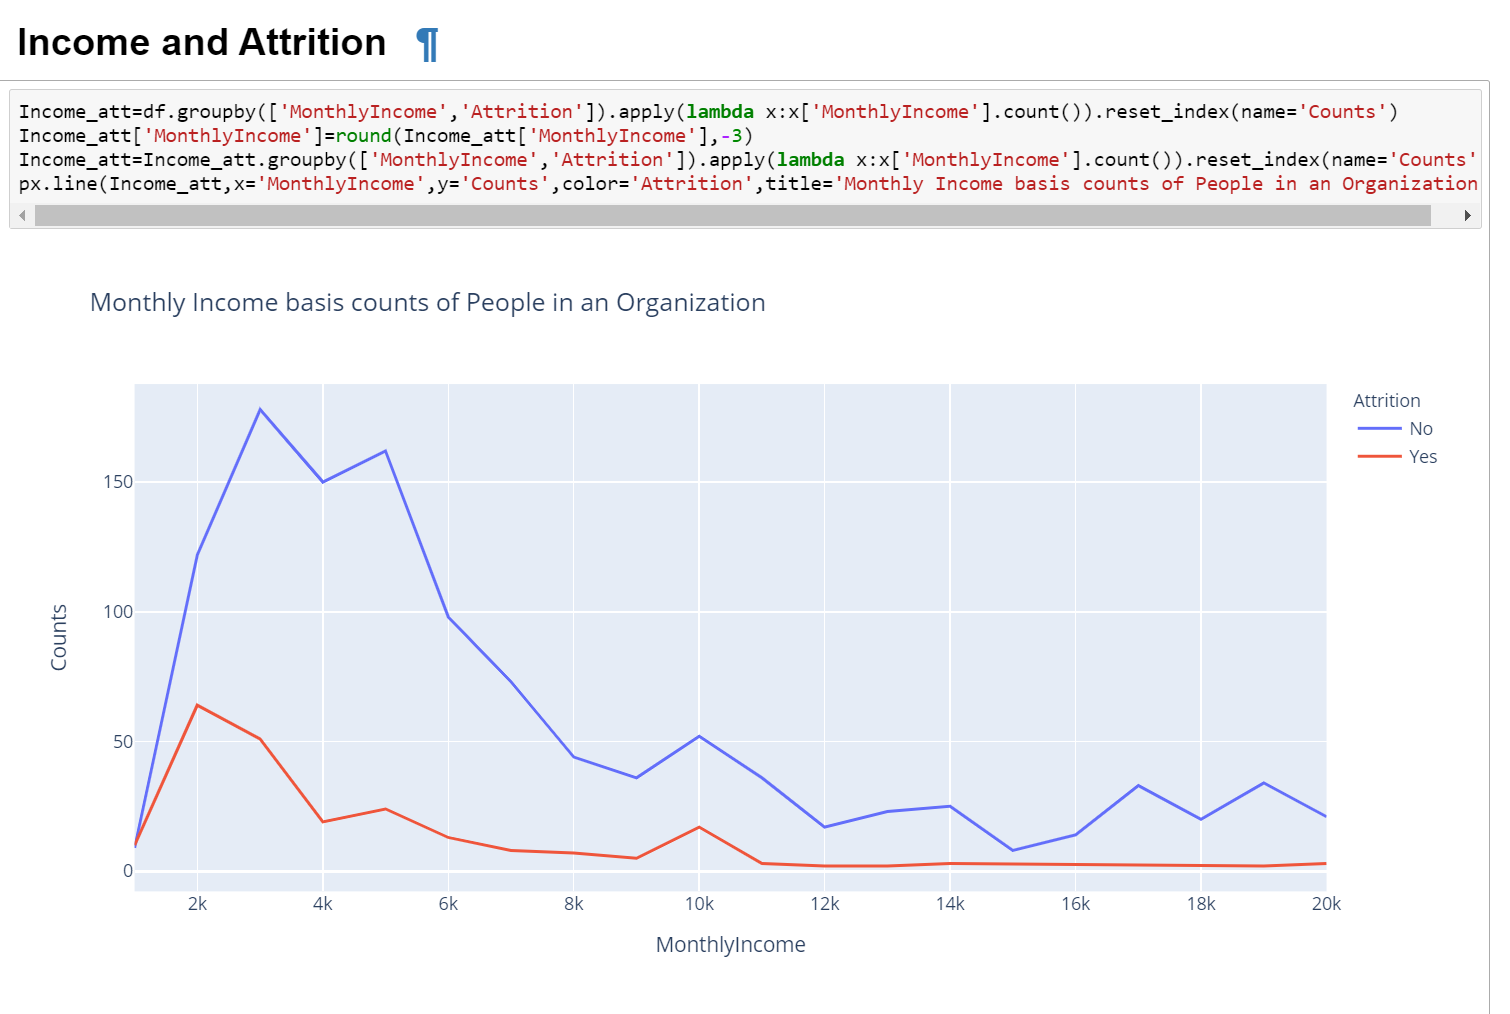 Income and Attrition ¶
Income_att=df.groupby(['MonthlyIncome','Attrition']).apply(lambda x:x['MonthlyIncome'].count()).reset_index(name='Counts')
Income_att['MonthlyIncome']=round(Income_att['MonthlyIncome'],-3)
Income_att=Income_att.groupby(['MonthlyIncome','Attrition']).apply(lambda x:x['MonthlyIncome'].count()).reset_index(name='Counts'
px.line(Income_att,x='MonthlyIncome',y='Counts',color='Attrition',title='Monthly Income basis counts of People in an Organization
Monthly Income basis counts of People in an Organization
Attrition
No
Yes
150
100
50
0
Counts
2k 4k 6k 8k 10k 12k 14k 16k 18k 20k
MonthlyIncome